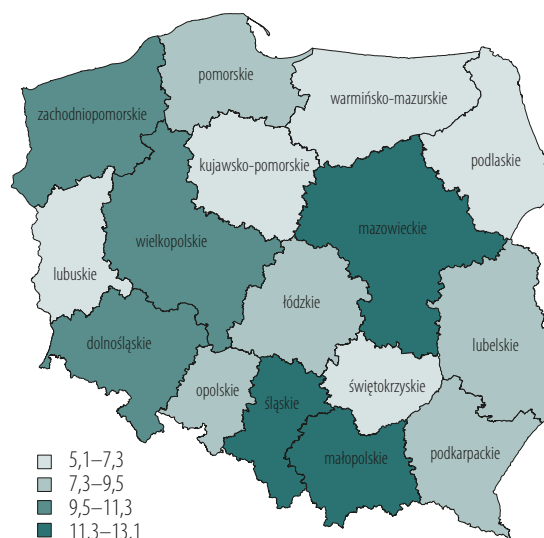 pomorskie
warmińsko-mazurskie
zachodniopomorskie
podlaskie
kujawsko-pomorskie
mazowieckie
wielkopolskie
lubuskie
łódzkie
lubelskie
dolnośląskie
opolskie
świętokrzyskie
śląskie
małopolskie
podkarpackie
5,1–7,3
7,3–9,5
9,5–11,3
11,3–13,1